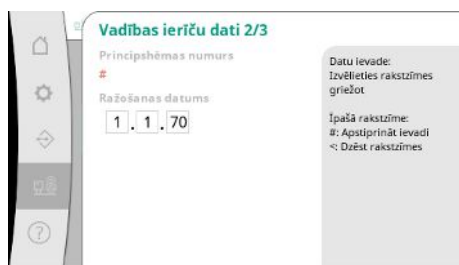 Vadības ierīču dati 2/3
Principshēmas numurs
#
Ražošanas datums
1 . 1 . 70
Datu ievade:
Izvēlieties rakstzīmes
griežot
Īpašā rakstzīme:
#: Apstiprināt ievadi
<: Dzēst rakstzīmes
?